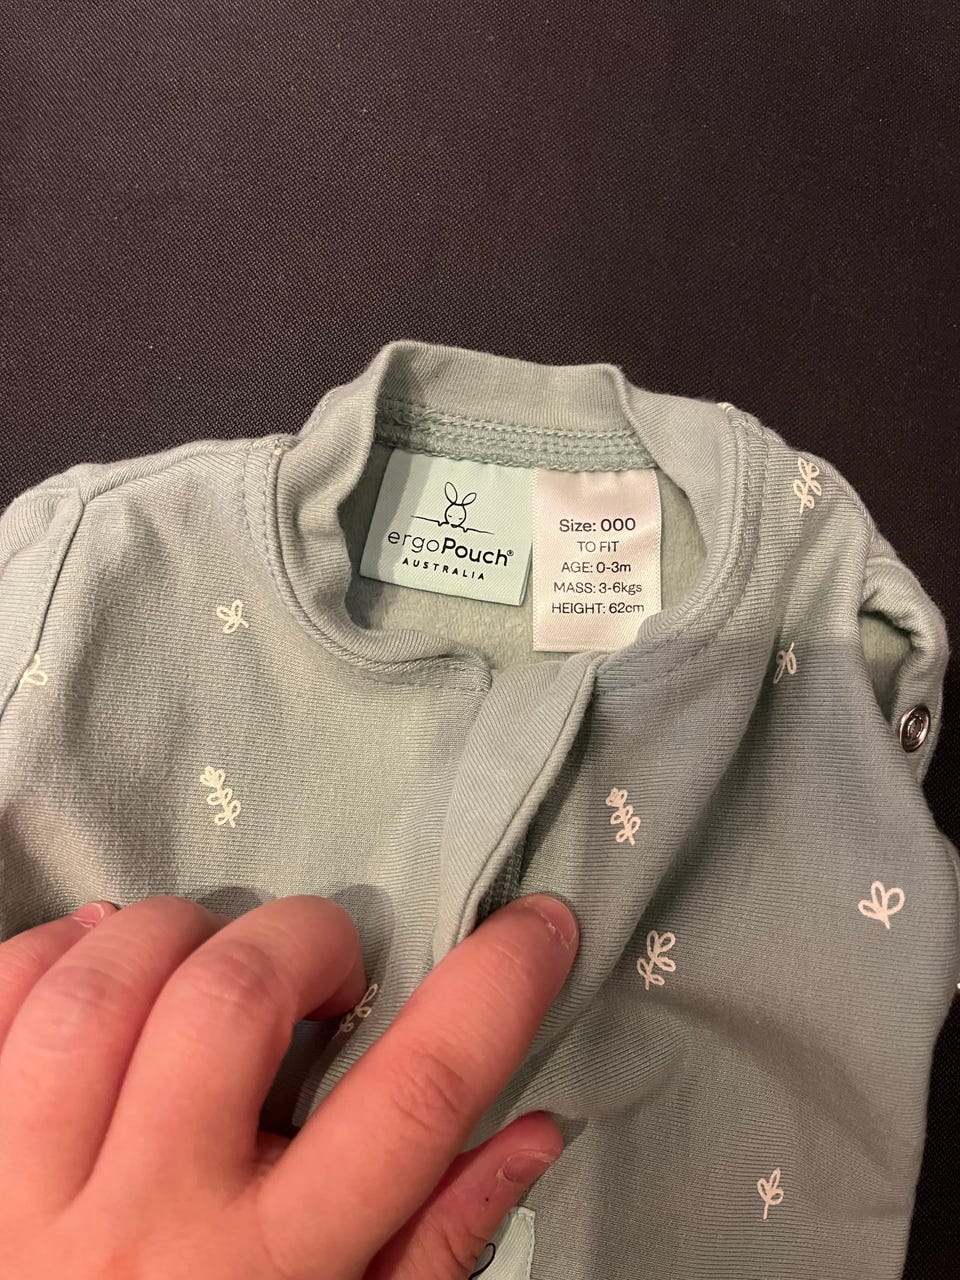 ergoPouch®
AUSTRALIA
Size: 000
TO FIT
AGE: 0-3m
MASS: 3-6kgs
HEIGHT: 62cm